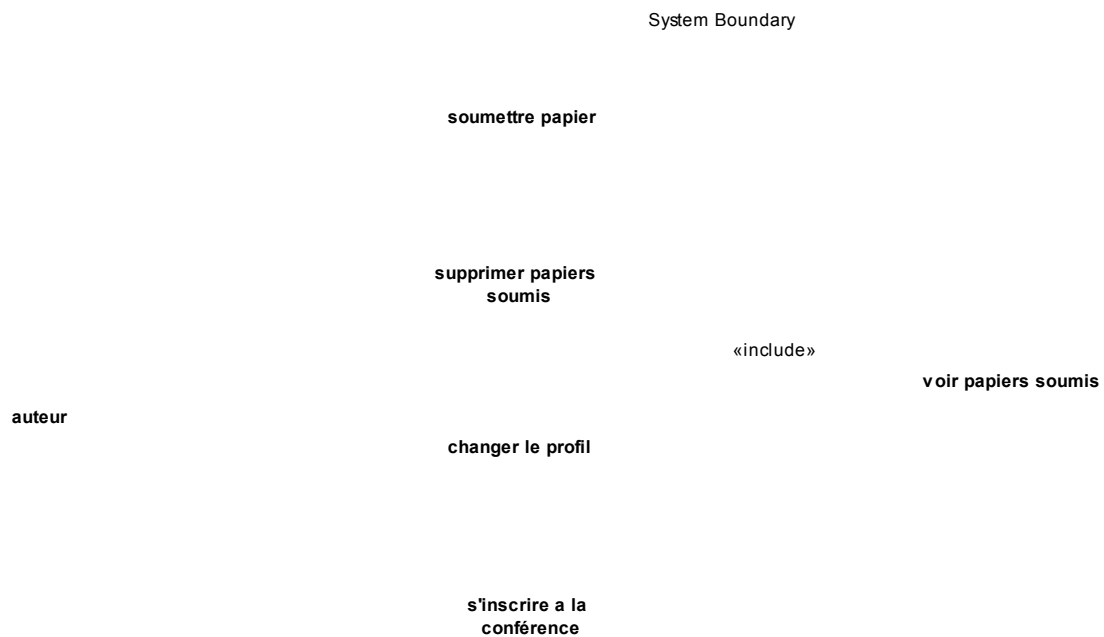 System Boundary
soumettre papier
supprimer papiers
soumis
«include»
voir papiers soumis
auteur
changer le profil
s'inscrire a la
conférence